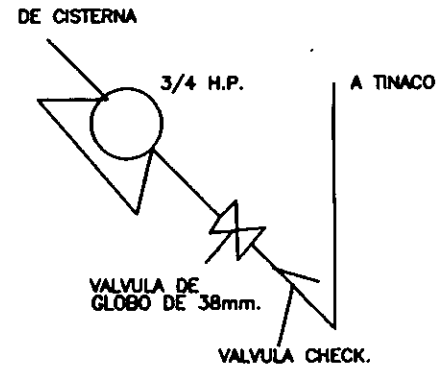 DE CISTERNA
3/4 H.P.
A TINACO
VALVULA DE
GLOBO DE 38mm.
VALVULA CHECK.